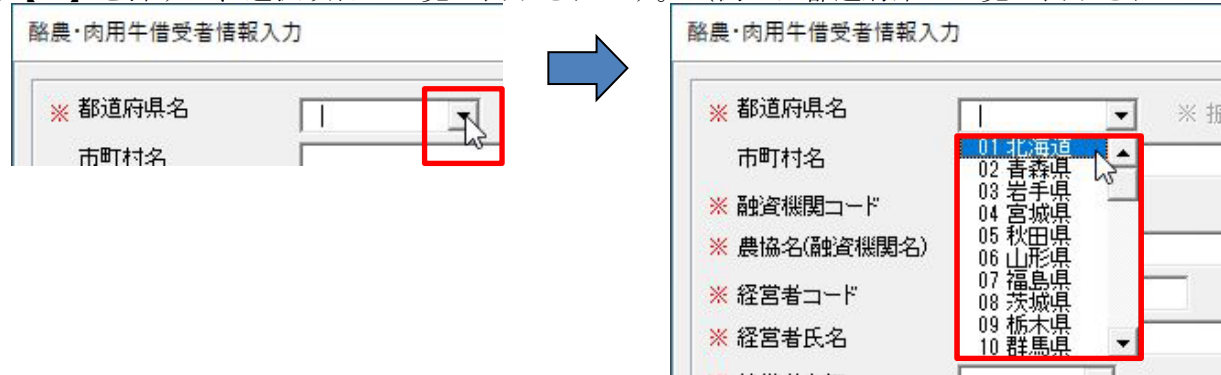 酪農・肉用牛借受者情報入力
※ 都道府県名
市町村名
酪農・肉用牛借受者情報入力
※ 都道府県名
※ 振
市町村名
※ 融資機関コード
※ 農協名(融資機関名)
※ 経営者コード
※ 経営者氏名
01 北海道
02 青森県
03 岩手県
04 宮城県
05 秋田県
06 山形県
07 福島県
08 茨城県
09 栃木県
10 群馬県